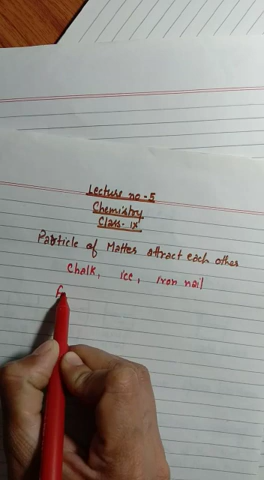 Lecture no-5
Chemistry
Class-IX
Particle of Matter attract each other
Chalk, ice, iron nail